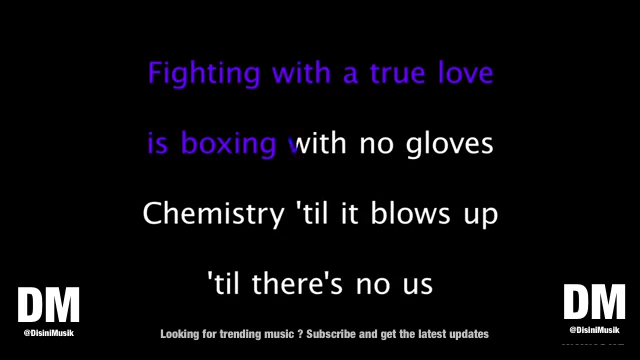 Fighting with a true love
is boxing with no gloves
Chemistry 'til it blows up
'til there's no us
DM
@DisiniMusik
DM
@DisiniMusik
Looking for trending music ? Subscribe and get the latest updates